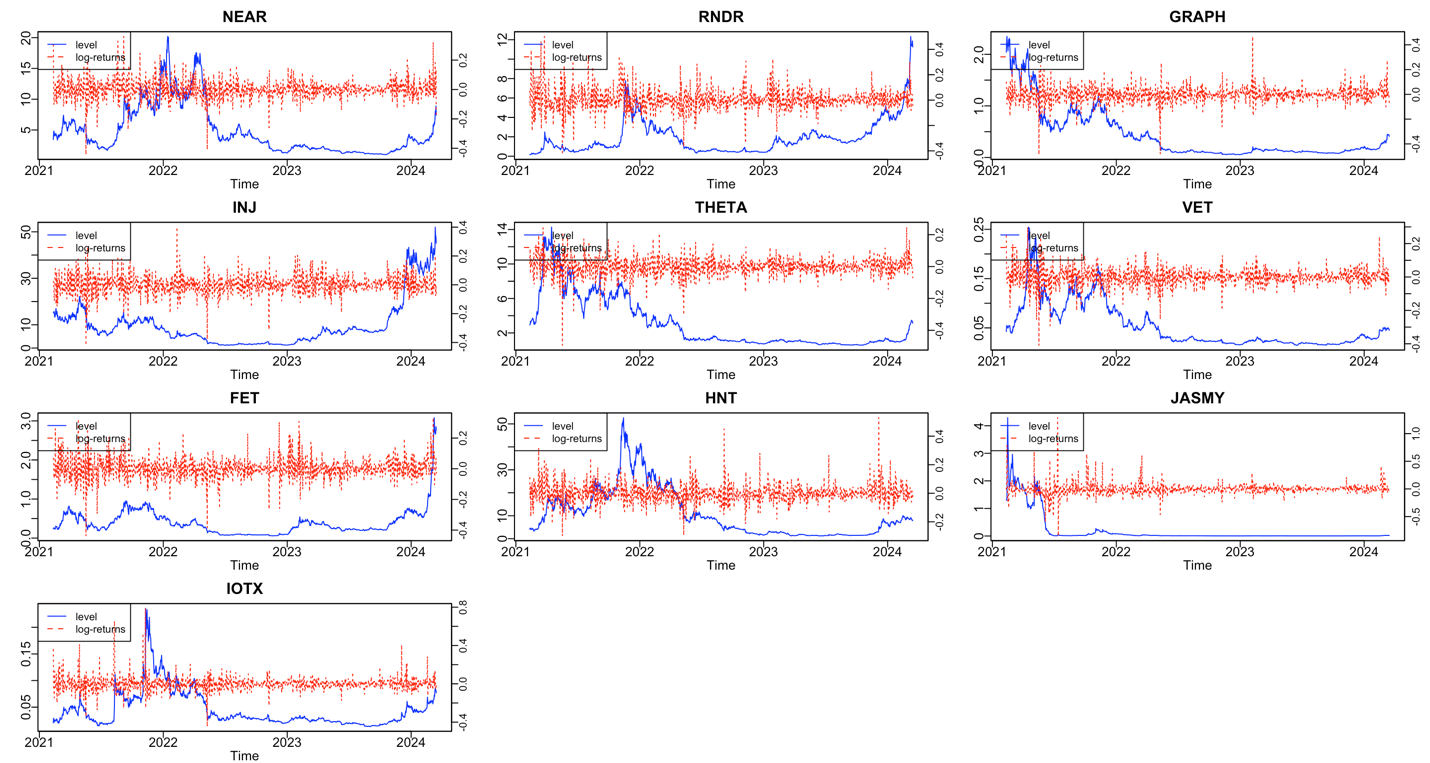 NEAR
level
log-returns
20
15
10
5
0.2
0.0
-0.2
-0.4
2021 2022 2023 2024
Time
RNDR
level
log-returns
12
10
8
6
4
2
0
0.4
0.2
0.0
-0.4
2021 2022 2023 2024
Time
GRAPH
level
log-returns
2.0
1.0
0.0
0.4
0.2
0.0
-0.4
2021 2022 2023 2024
Time
INJ
level
log-returns
50
30
10
0
0.4
0.2
0.0
-0.2
-0.4
2021 2022 2023 2024
Time
THETA
level
log-returns
14
10
6
2
0.2
0.0
-0.2
-0.4
2021 2022 2023 2024
Time
VET
level
log-returns
0.25
0.15
0.05
0.2
0.0
-0.2
-0.4
2021 2022 2023 2024
Time
FET
level
log-returns
3.0
2.0
1.0
0.0
0.2
0.0
-0.2
-0.4
2021 2022 2023 2024
Time
HNT
level
log-returns
50
30
10
0
0.4
0.2
0.0
-0.2
2021 2022 2023 2024
Time
JASMY
level
log-returns
4
3
2
1
0
1.0
0.5
0.0
-0.5
2021 2022 2023 2024
Time
IOTX
level
log-returns
0.15
0.05
0.8
0.4
0.0
-0.4
2021 2022 2023 2024
Time